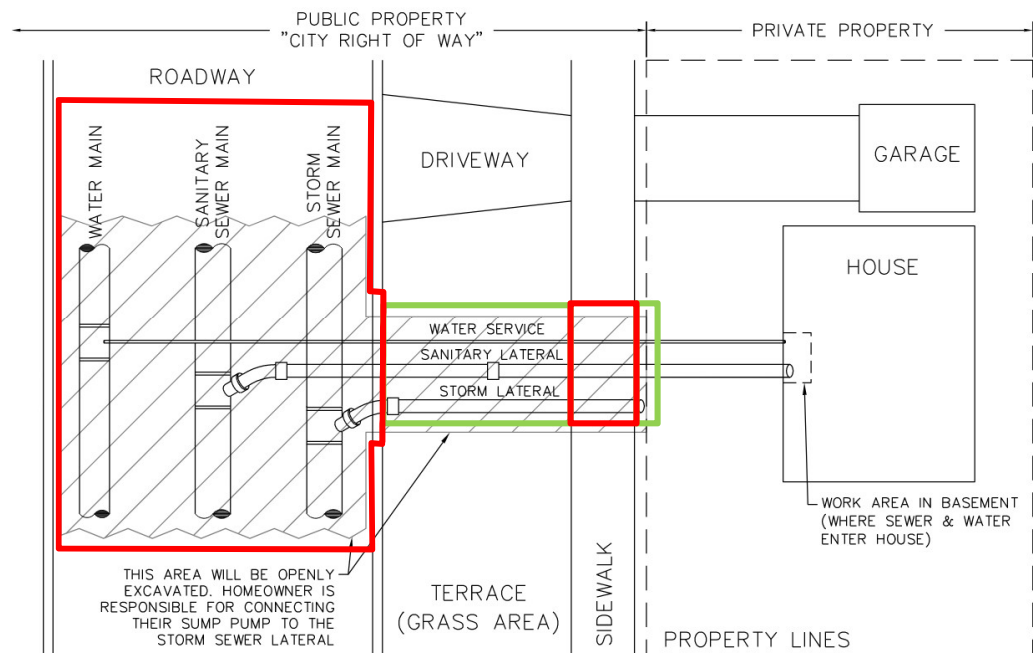 PUBLIC PROPERTY
"CITY RIGHT OF WAY"
PRIVATE PROPERTY
ROADWAY
WATER MAIN
SANITARY
SEWER MAIN
STORM
SEWER MAIN
DRIVEWAY
GARAGE
HOUSE
WATER SERVICE
SANITARY LATERAL
STORM LATERAL
WORK AREA IN BASEMENT
(WHERE SEWER & WATER
ENTER HOUSE)
THIS AREA WILL BE OPENLY
EXCAVATED. HOMEOWNER IS
RESPONSIBLE FOR CONNECTING
THEIR SUMP PUMP TO THE
STORM SEWER LATERAL
TERRACE
(GRASS AREA)
SIDEWALK
PROPERTY LINES